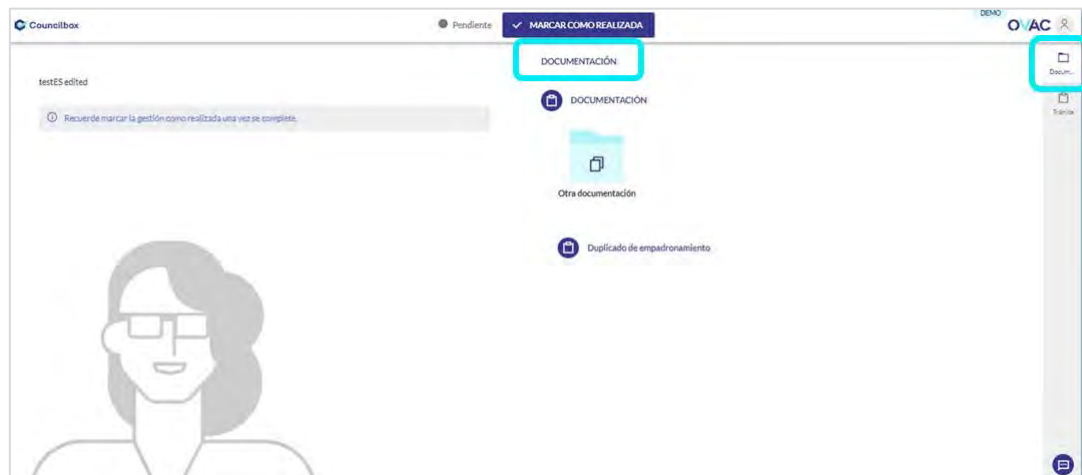 Councilbox
Pendiente
MARCAR COMO REALIZADA
DEMO
OVAC
DOCUMENTACIÓN
Docum...
testES edited
DOCUMENTACIÓN
Trámite
Recuerde marcar la gestión como realizada una vez se complete.
Otra documentación
Duplicado de empadronamiento